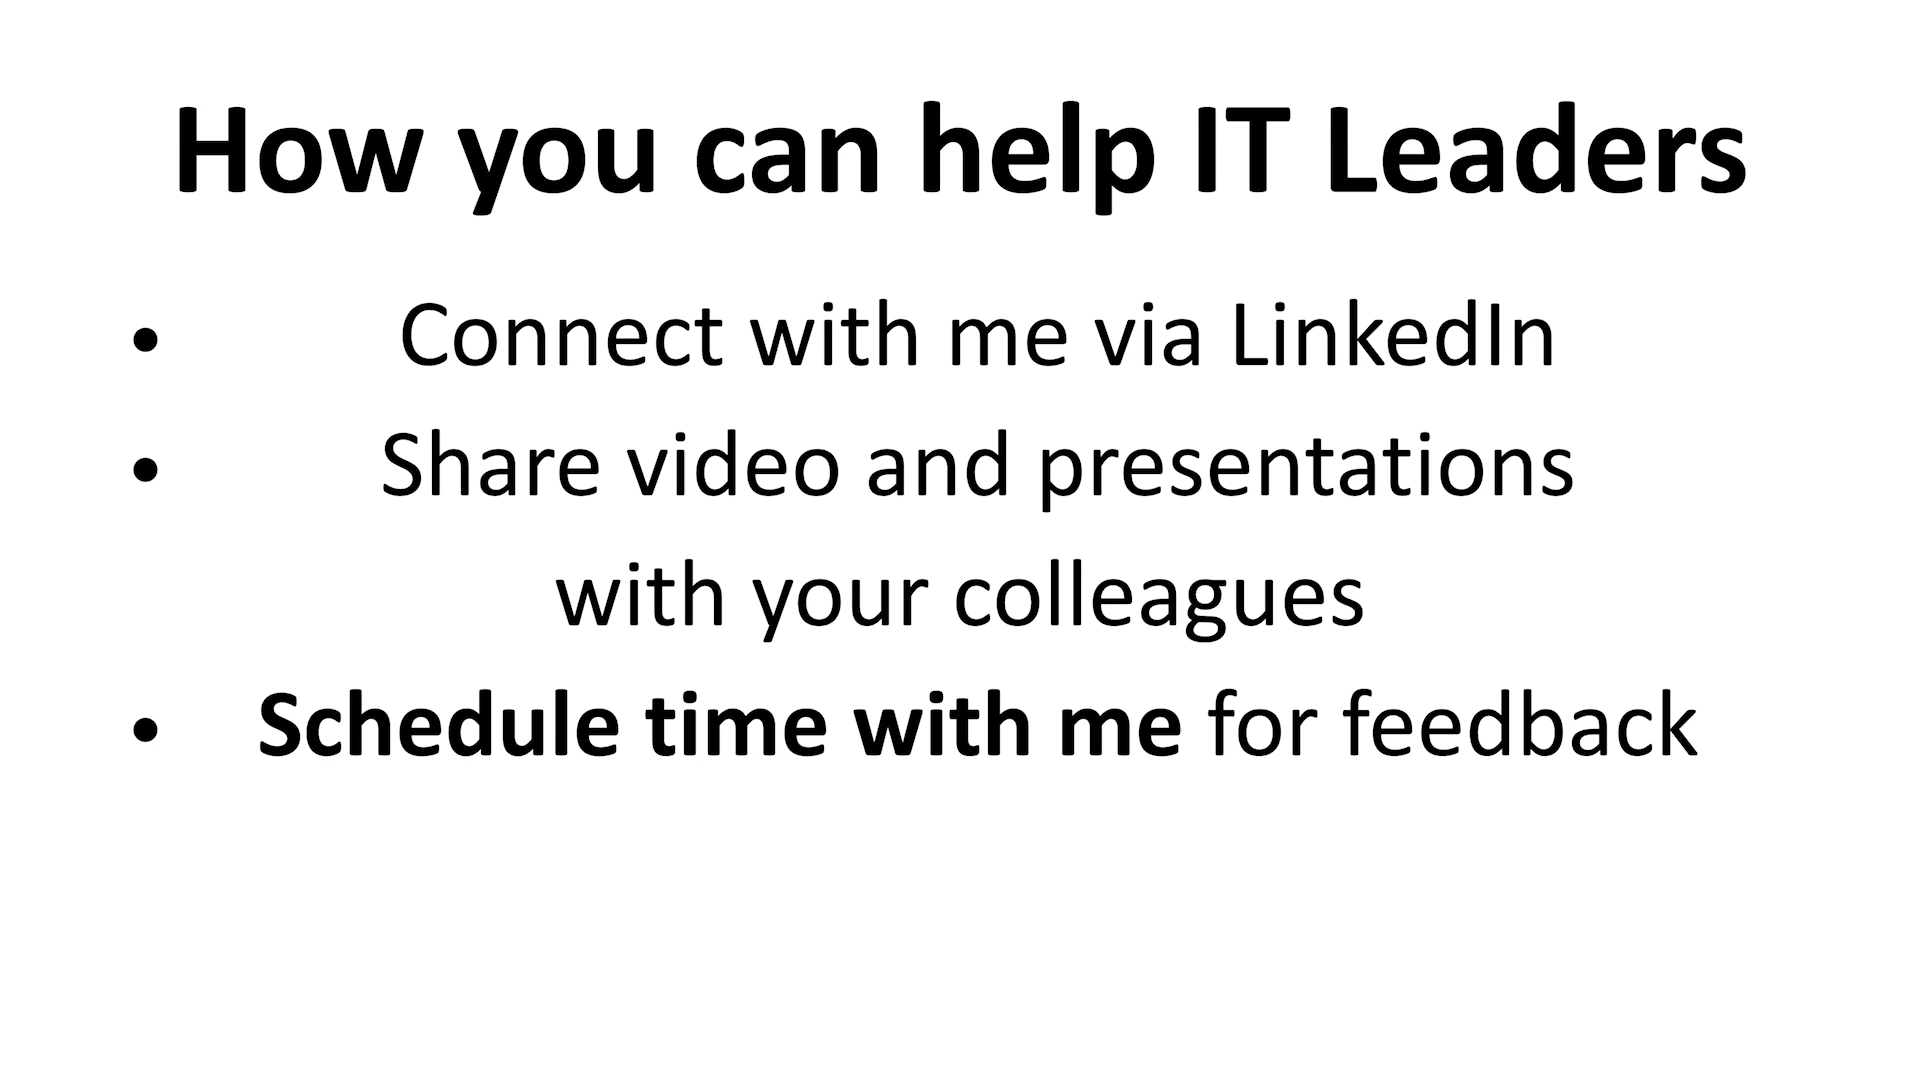 How you can help IT Leaders
• Connect with me via LinkedIn
• Share video and presentations
with your colleagues
• Schedule time with me for feedback